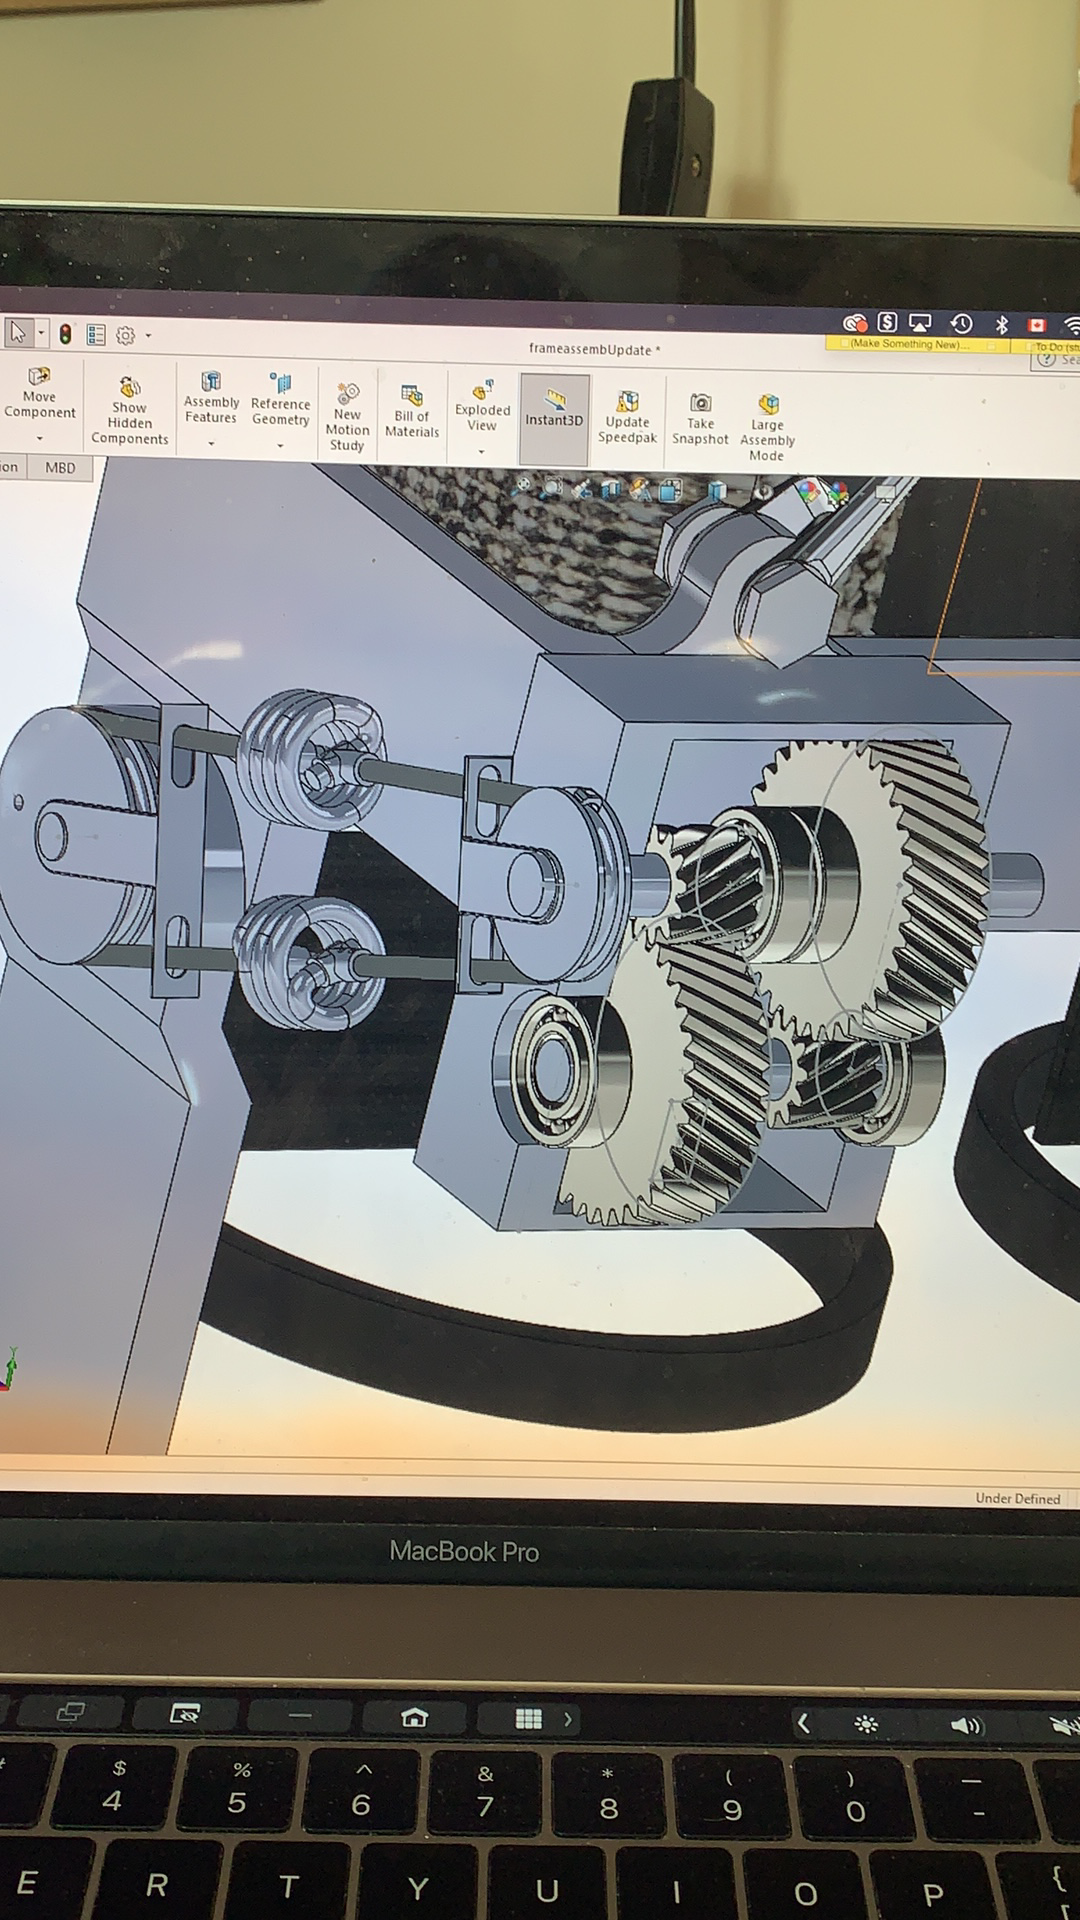 frameassembUpdate *
(Make Something New)...
To Do (stu
Move
Component
Show
Hidden
Components
Assembly
Features
Reference
Geometry
New
Motion
Study
Bill of
Materials
Exploded
View
Instant3D
Update
Speedpak
Take
Snapshot
Large
Assembly
Mode
? Sea
ion
MBD
Y
Under Defined
MacBook Pro
$ % ^ & * ( ) —
4 5 6 7 8 9 0 -
E R T Y U I O P { [